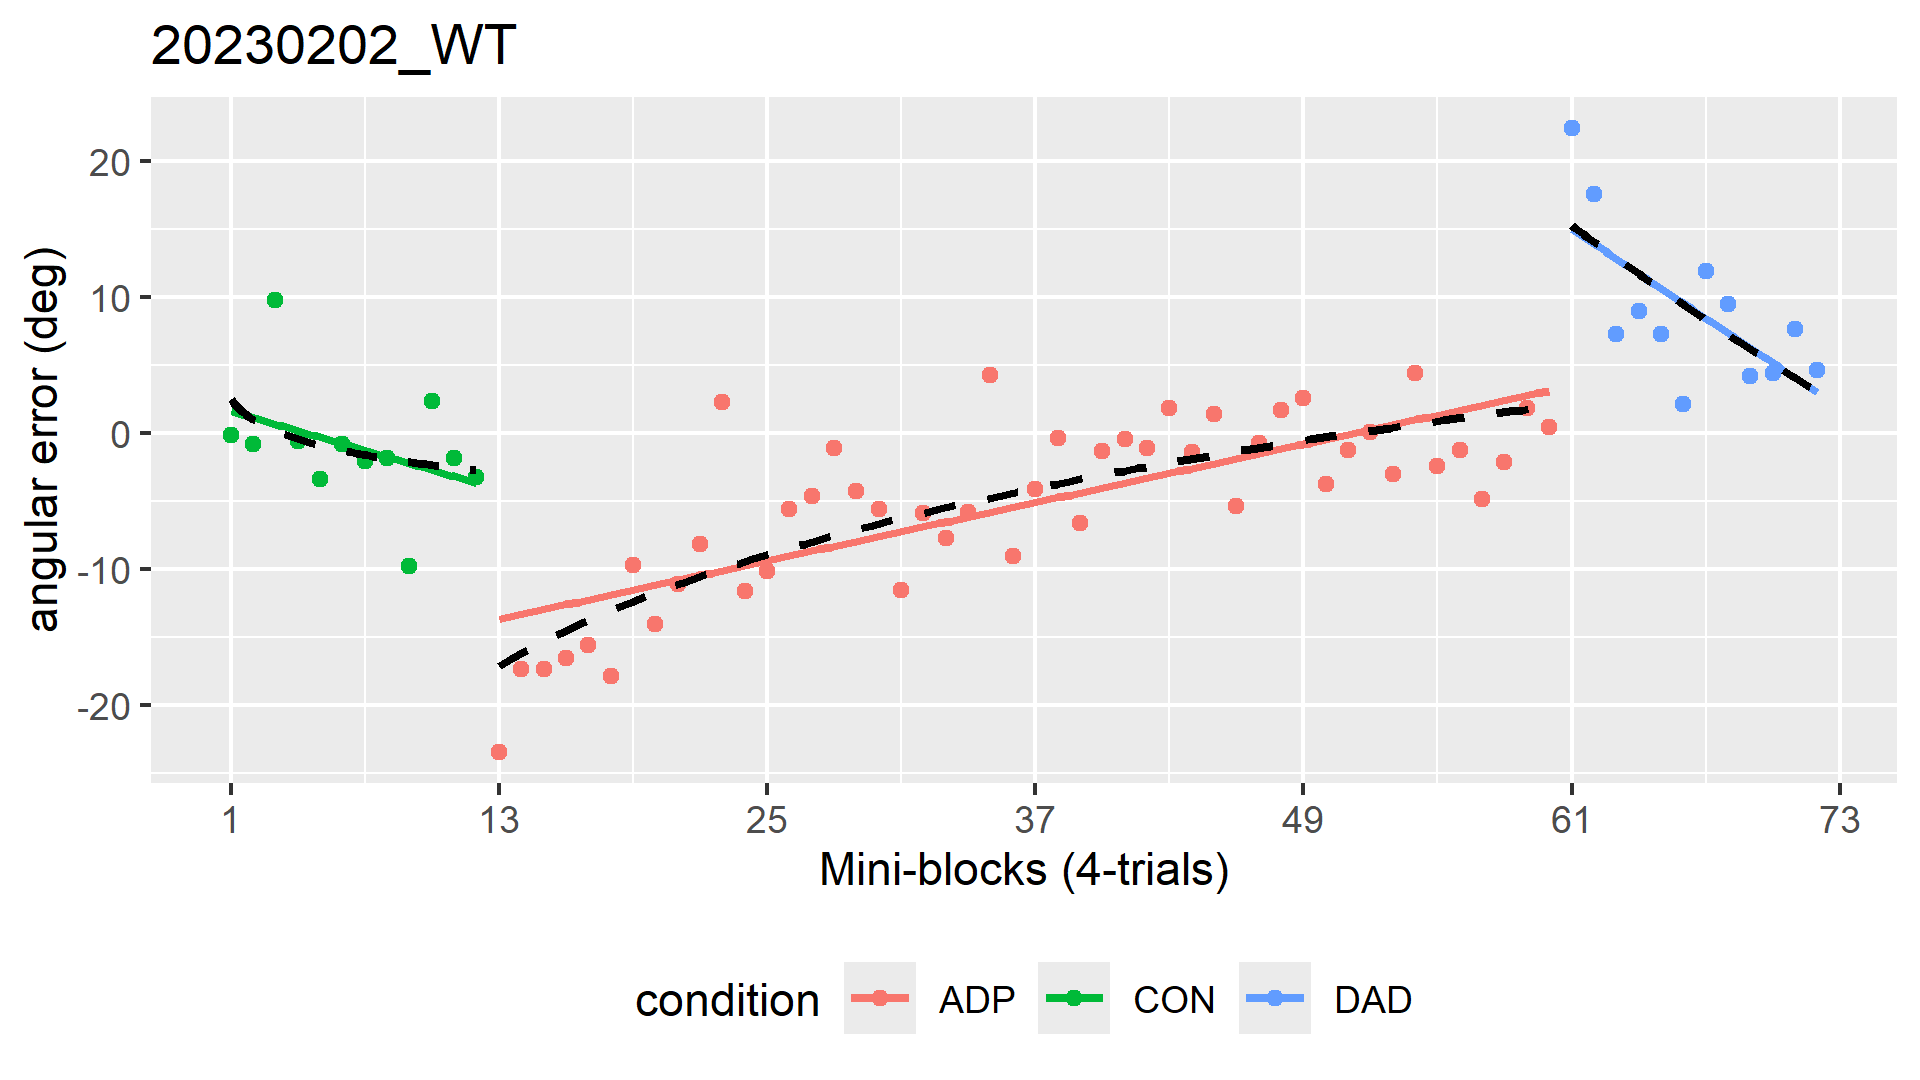 20230202_WT
angular error (deg)
20
10
0
-10
-20
1 13 25 37 49 61 73
Mini-blocks (4-trials)
condition ADP CON DAD